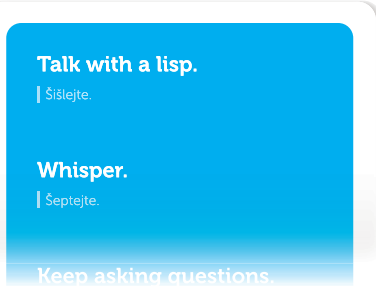 Talk with a lisp.
Šišlejte.
Whisper.
Šeptejte.
Keep asking questions.